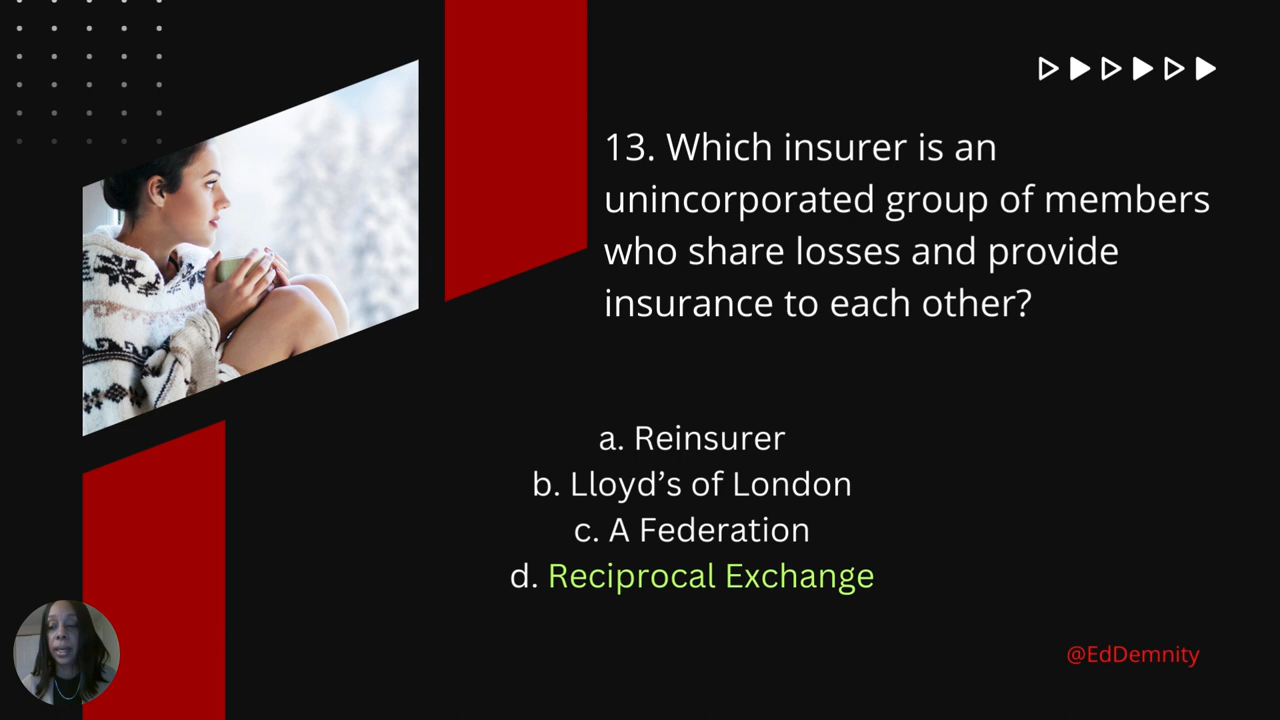 13. Which insurer is an
unincorporated group of members
who share losses and provide
insurance to each other?
a. Reinsurer
b. Lloyd’s of London
c. A Federation
d. Reciprocal Exchange
@EdDemnity